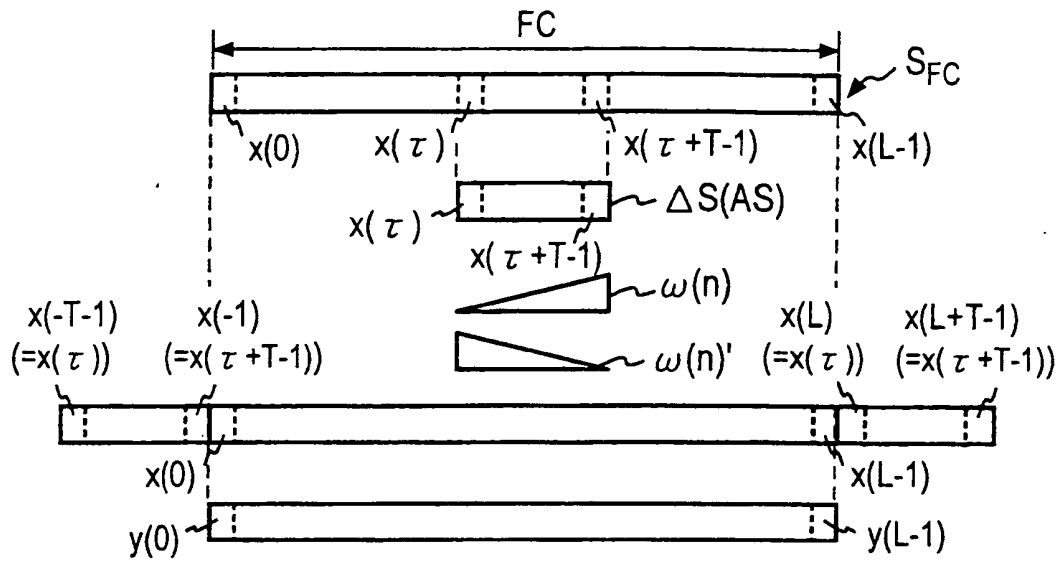 FC
S_FC
x(0)
x(τ)
x(τ+T-1)
x(L-1)
x(τ)
ΔS(AS)
x(τ+T-1)
ω(n)
ω(n)'
x(-T-1)
(=x(τ))
x(-1)
(=x(τ+T-1))
x(L)
(=x(τ))
x(L+T-1)
(=x(τ+T-1))
x(0)
x(L-1)
y(0)
y(L-1)